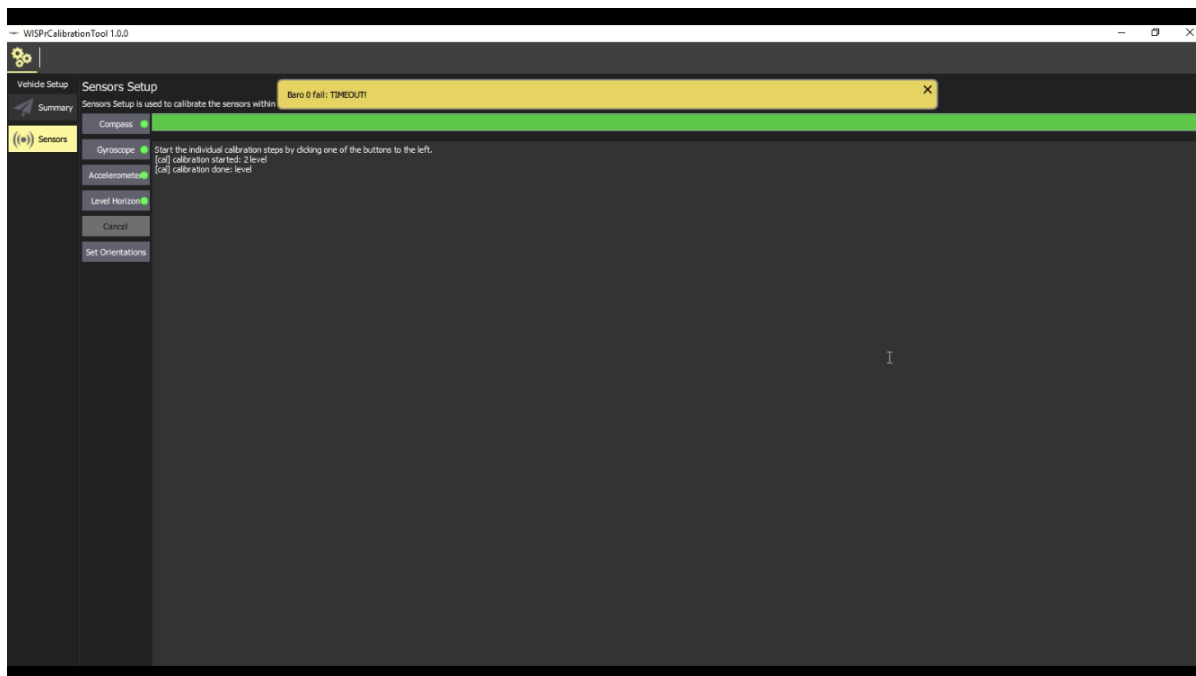 WISPrCalibrationTool 1.0.0
Vehicle Setup
Summary
Sensors
Sensors Setup
Sensors Setup is used to calibrate the sensors within
Baro 0 fail: TIMEOUT!
Compass
Gyroscope
Accelerometer
Level Horizon
Cancel
Set Orientations
Start the individual calibration steps by clicking one of the buttons to the left.
[cal] calibration started: 2 level
[cal] calibration done: level